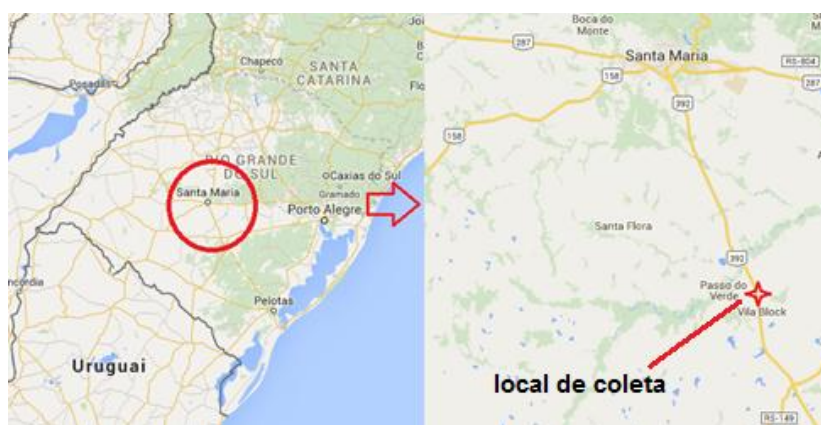 Chapecó
SANTA
CATARINA
Posadas
RIO GRANDE
DO SUL
Caxias do Sul
Santa Maria
Gramado
Porto Alegre
Pelotas
Uruguai
Boca do
Monte
287
Santa Maria
RS-804
158
287
392
158
Santa Flora
392
Passo do
Verde
Vila Block
local de coleta
392
RS-149